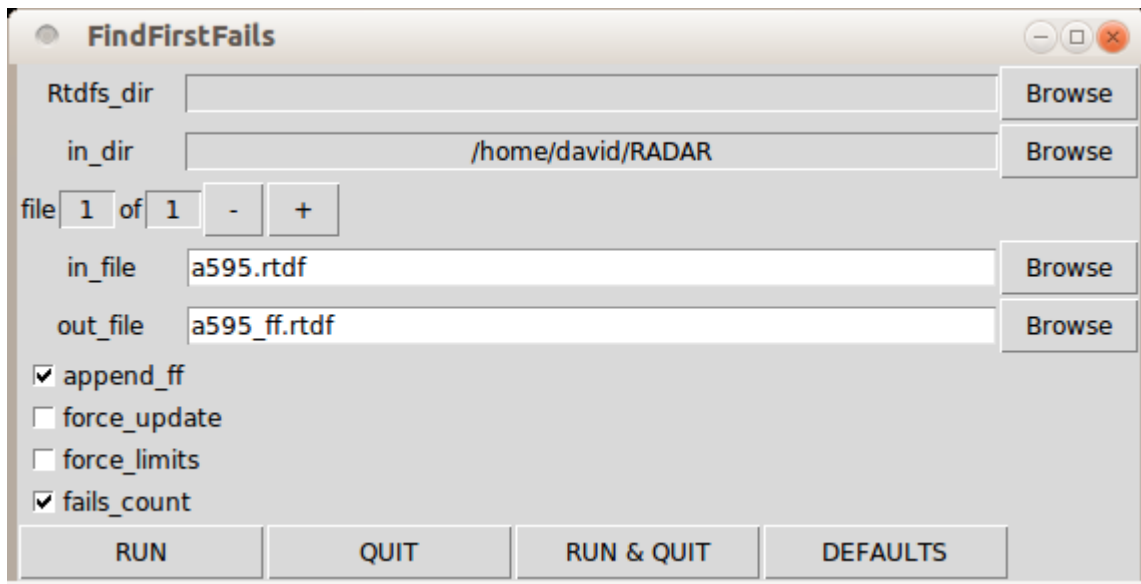 FindFirstFails
Rtdfs_dir Browse
in_dir /home/david/RADAR Browse
file 1 of 1 - +
in_file a595.rtdf Browse
out_file a595_ff.rtdf Browse
append_ff
force_update
force_limits
fails_count
RUN QUIT RUN & QUIT DEFAULTS